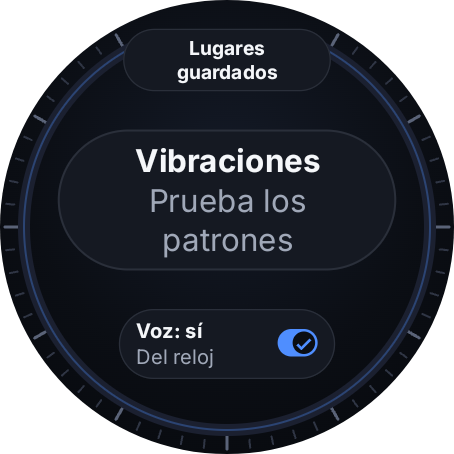 Lugares
guardados
Vibraciones
Prueba los
patrones
Voz: sí
Del reloj